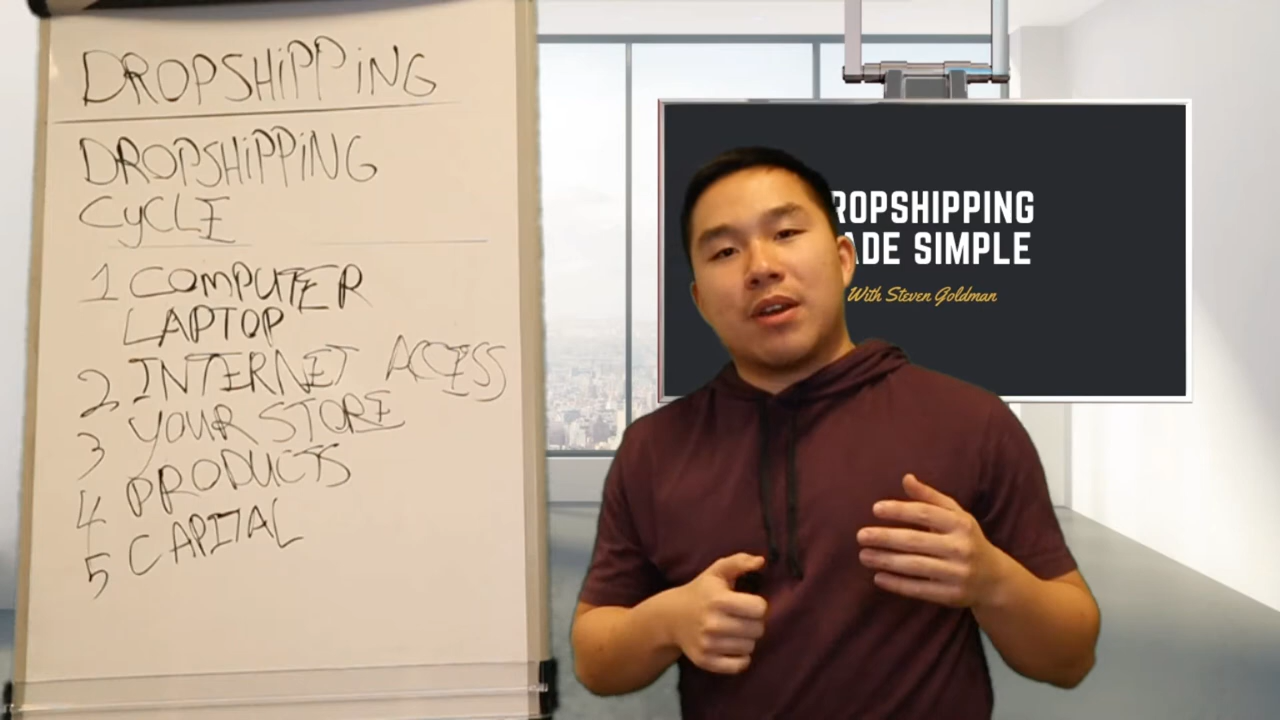 DROPSHiPPiNG
DROPSHiPPiNG
CyCLE
1 COMPUTER
LAPTOP
2 INTERNET ACCESS
3 YOUR STORE
4 PRODUCTS
5 CAPITAL
ROPSHIPPING
ADE SIMPLE
With Steven Goldman